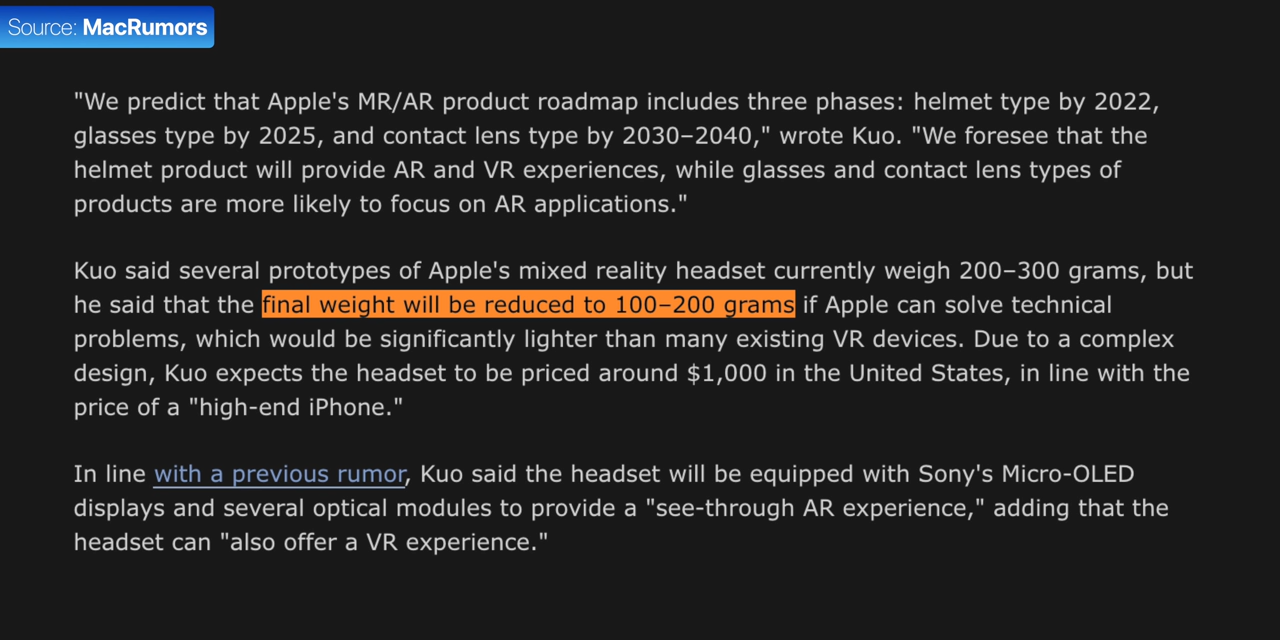 Source: MacRumors
"We predict that Apple's MR/AR product roadmap includes three phases: helmet type by 2022,
glasses type by 2025, and contact lens type by 2030–2040," wrote Kuo. "We foresee that the
helmet product will provide AR and VR experiences, while glasses and contact lens types of
products are more likely to focus on AR applications."
Kuo said several prototypes of Apple's mixed reality headset currently weigh 200–300 grams, but
he said that the final weight will be reduced to 100–200 grams if Apple can solve technical
problems, which would be significantly lighter than many existing VR devices. Due to a complex
design, Kuo expects the headset to be priced around $1,000 in the United States, in line with the
price of a "high-end iPhone."
In line with a previous rumor, Kuo said the headset will be equipped with Sony's Micro-OLED
displays and several optical modules to provide a "see-through AR experience," adding that the
headset can "also offer a VR experience."